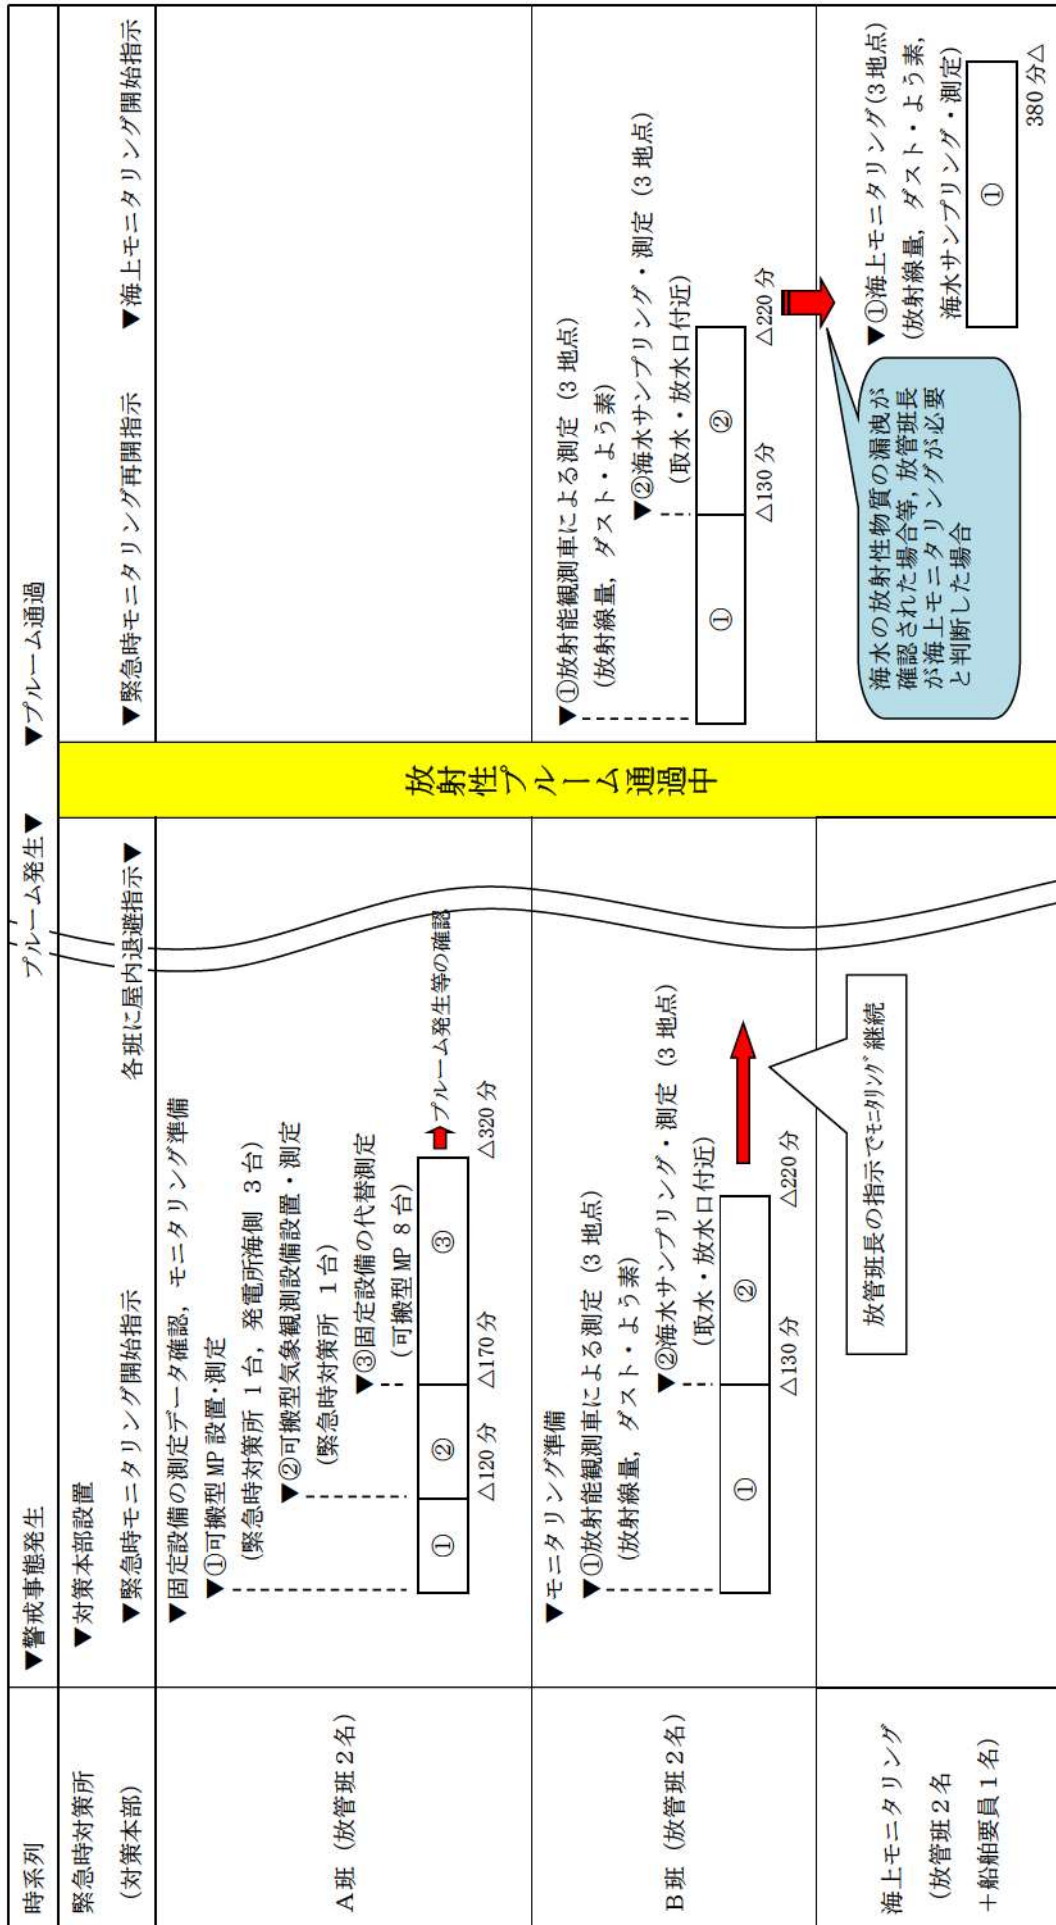 時系列
▼警戒事態発生
プルーム発生▼
▼プルーム通過
緊急時対策所
(対策本部)
▼対策本部設置
▼緊急時モニタリング開始指示
各班に屋内退避指示▼
▼緊急時モニタリング再開指示
▼海上モニタリング開始指示
A班 (放管班2名)
▼固定設備の測定データ確認, モニタリング準備
▼①可搬型MP設置・測定
(緊急時対策所 1台, 発電所海側 3台)
▼②可搬型気象観測設備設置・測定
(緊急時対策所 1台)
▼③固定設備の代替測定
(可搬型MP 8台)
①
②
③
プルーム発生等の確認
△120分
△170分
△320分
放射性プルーム通過中
B班 (放管班2名)
▼モニタリング準備
▼①放射能観測車による測定 (3地点)
(放射線量, ダスト・よう素)
▼②海水サンプリング・測定 (3地点)
(取水・放水口付近)
①
②
△130分
△220分
放管班長の指示でモニタリング継続
▼①放射能観測車による測定 (3地点)
(放射線量, ダスト・よう素)
▼②海水サンプリング・測定 (3地点)
(取水・放水口付近)
①
②
△130分
△220分
海上モニタリング
(放管班2名
+船舶要員1名)
海水の放射性物質の漏洩が
確認された場合等, 放管班長
が海上モニタリングが必要
と判断した場合
▼①海上モニタリング(3地点)
(放射線量, ダスト・よう素,
海水サンプリング・測定)
①
380分△